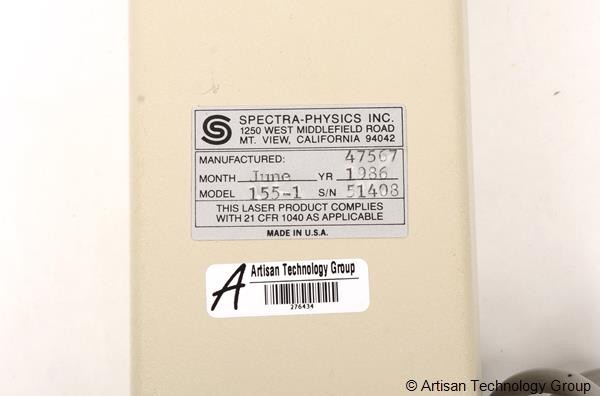 SPECTRA-PHYSICS INC.
1250 WEST MIDDLEFIELD ROAD
MT. VIEW, CALIFORNIA 94042
MANUFACTURED: 47567
MONTH June YR 1986
MODEL 155-1 S/N 51408
THIS LASER PRODUCT COMPLIES
WITH 21 CFR 1040 AS APPLICABLE
MADE IN U.S.A.
A Artisan Technology Group
276434
© Artisan Technology Group